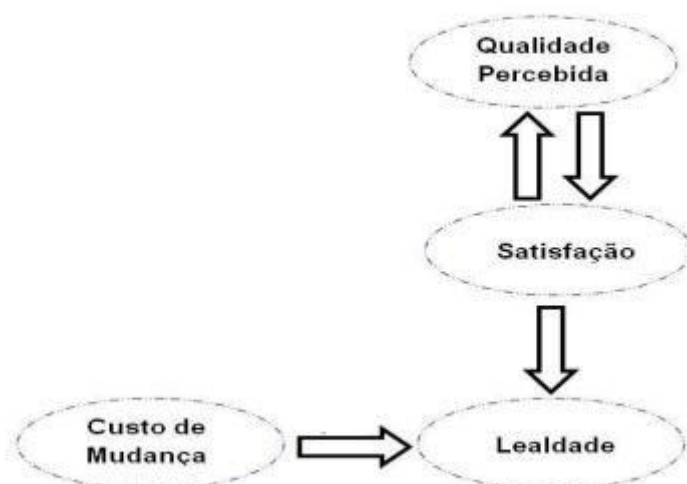 Qualidade
Percebida
Satisfação
Custo de
Mudança
Lealdade